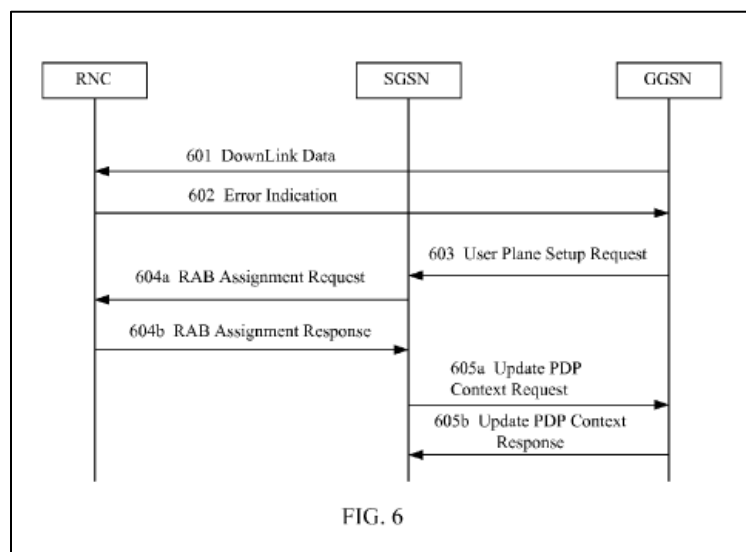 RNC
SGSN
GGSN
601 DownLink Data
602 Error Indication
603 User Plane Setup Request
604a RAB Assignment Request
604b RAB Assignment Response
605a Update PDP
Context Request
605b Update PDP Context
Response
FIG. 6